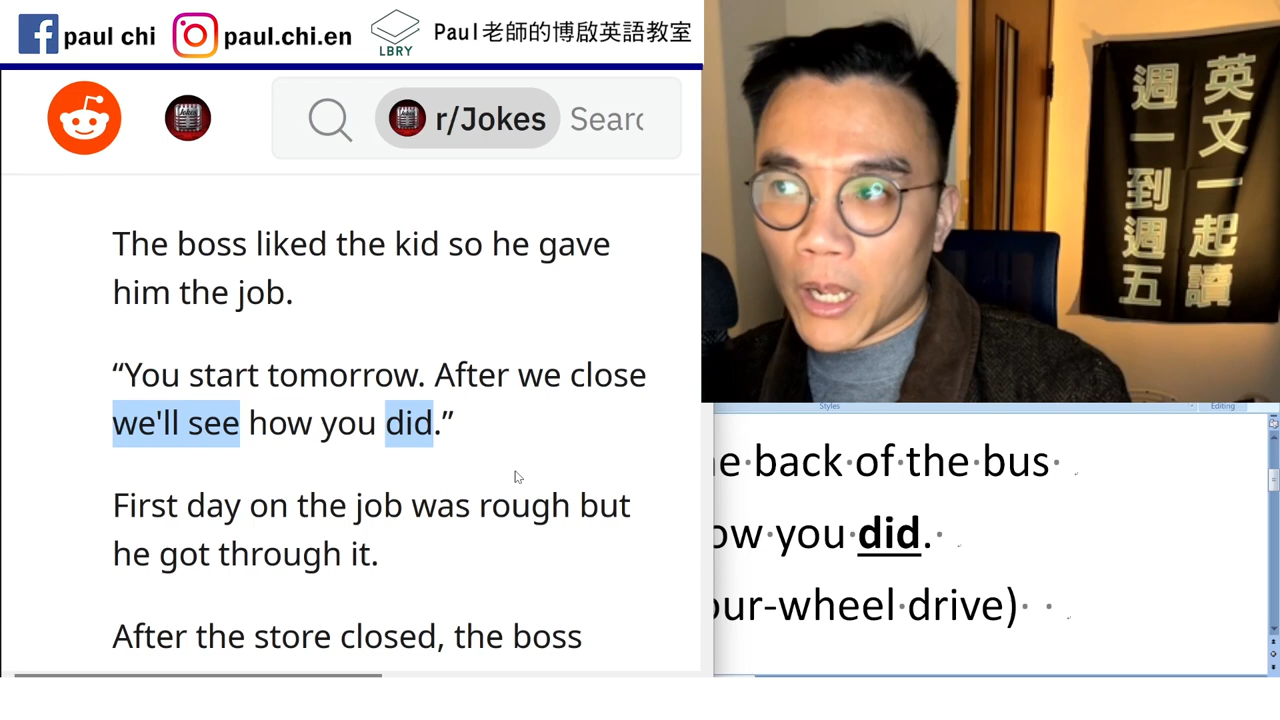 paul chi
paul.chi.en
LBRY
Paul老師的博啟英語教室
r/Jokes
The boss liked the kid so he gave
him the job.
“You start tomorrow. After we close
we'll see how you did.”
First day on the job was rough but
he got through it.
After the store closed, the boss
英文一起讀
週一到週五
Styles
Editing
back of the bus
you did.
our-wheel drive)